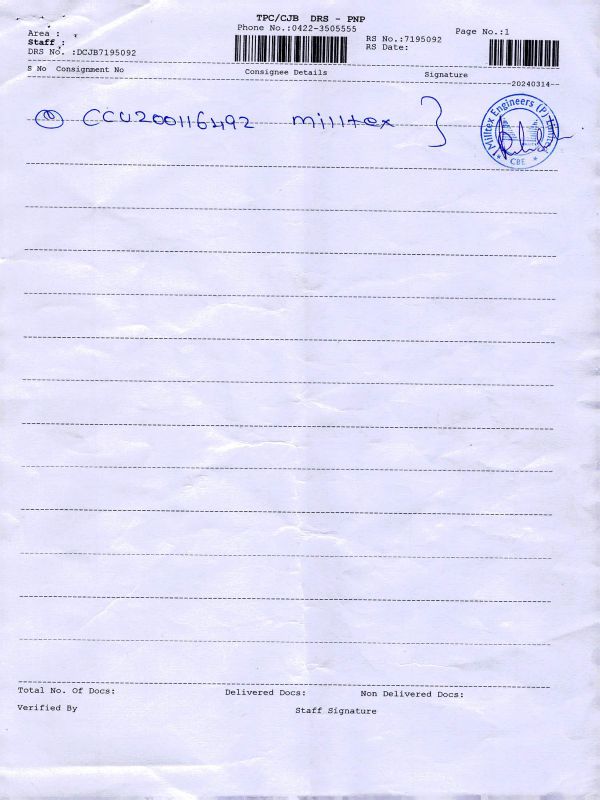 TPC/CJB DRS - PNP
Phone No.:0422-3505555
Page No.:1
Area :
Staff :
DRS No. :DCJB7195092
RS No.:7195092
RS Date:
S No Consignment No Consignee Details Signature
20240314
CCU200116492 Milltex
Milltex Engineers (P) Limited
* CBE *
Total No. Of Docs: Delivered Docs: Non Delivered Docs:
Verified By Staff Signature